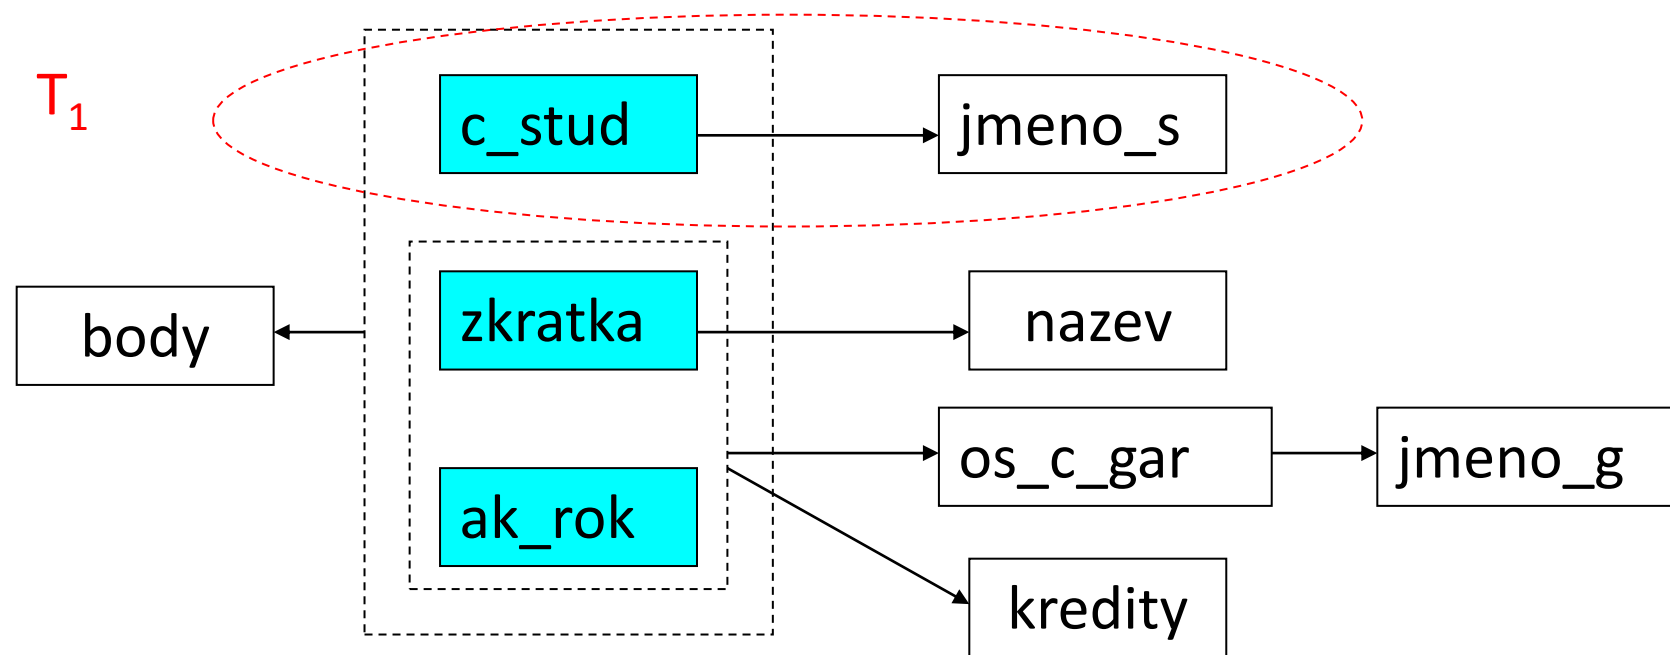 T1
c_stud
jmeno_s
body
zkratka
nazev
os_c_gar
jmeno_g
ak_rok
kredity